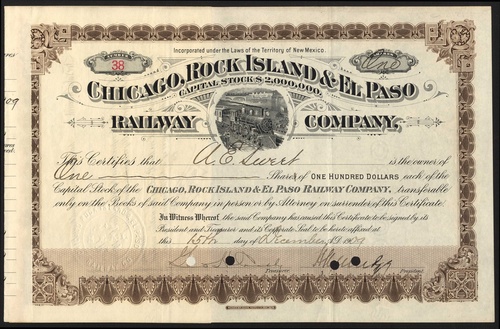 Incorporated under the Laws of the Territory of New Mexico.
NUMBER
38
One
CHICAGO, ROCK ISLAND & EL PASO
CAPITAL STOCK $2,000,000.
RAILWAY COMPANY,
This Certifies that A. E. Sweet is the owner of
One Shares of ONE HUNDRED DOLLARS each of the
Capital Stock of the CHICAGO, ROCK ISLAND & EL PASO RAILWAY COMPANY, transferable
only on the Books of said Company in person or by Attorney on surrender of this Certificate.
In Witness Whereof the said Company has caused this Certificate to be signed by its
President and Treasurer and its Corporate Seal to be hereto affixed at
this 15th day of December
Treasurer President